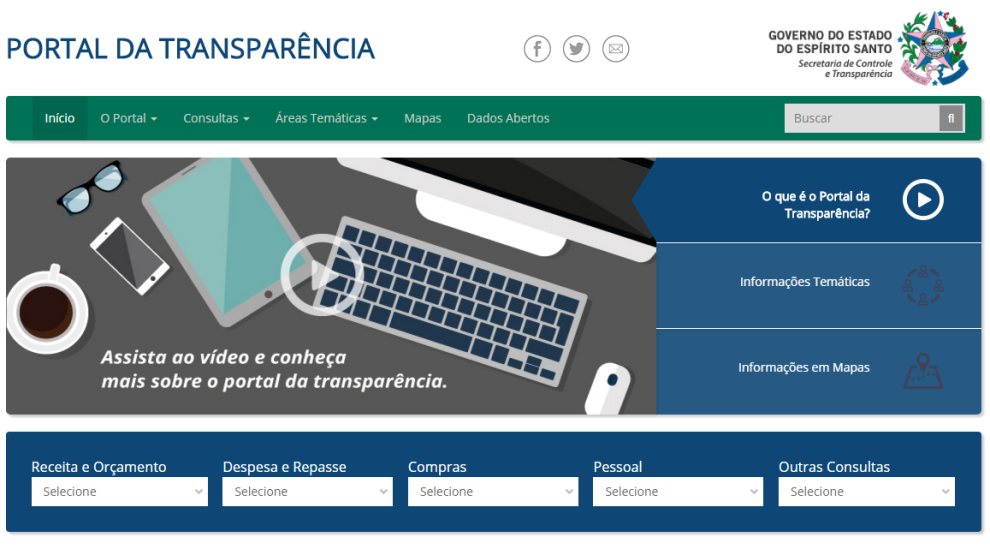 PORTAL DA TRANSPARÊNCIA
GOVERNO DO ESTADO
DO ESPÍRITO SANTO
Secretaria de Controle
e Transparência
Início
O Portal
Consultas
Áreas Temáticas
Mapas
Dados Abertos
Buscar
O que é o Portal da
Transparência?
Informações Temáticas
Informações em Mapas
Assista ao vídeo e conheça
mais sobre o portal da transparência.
Receita e Orçamento
Despesa e Repasse
Compras
Pessoal
Outras Consultas
Selecione
Selecione
Selecione
Selecione
Selecione